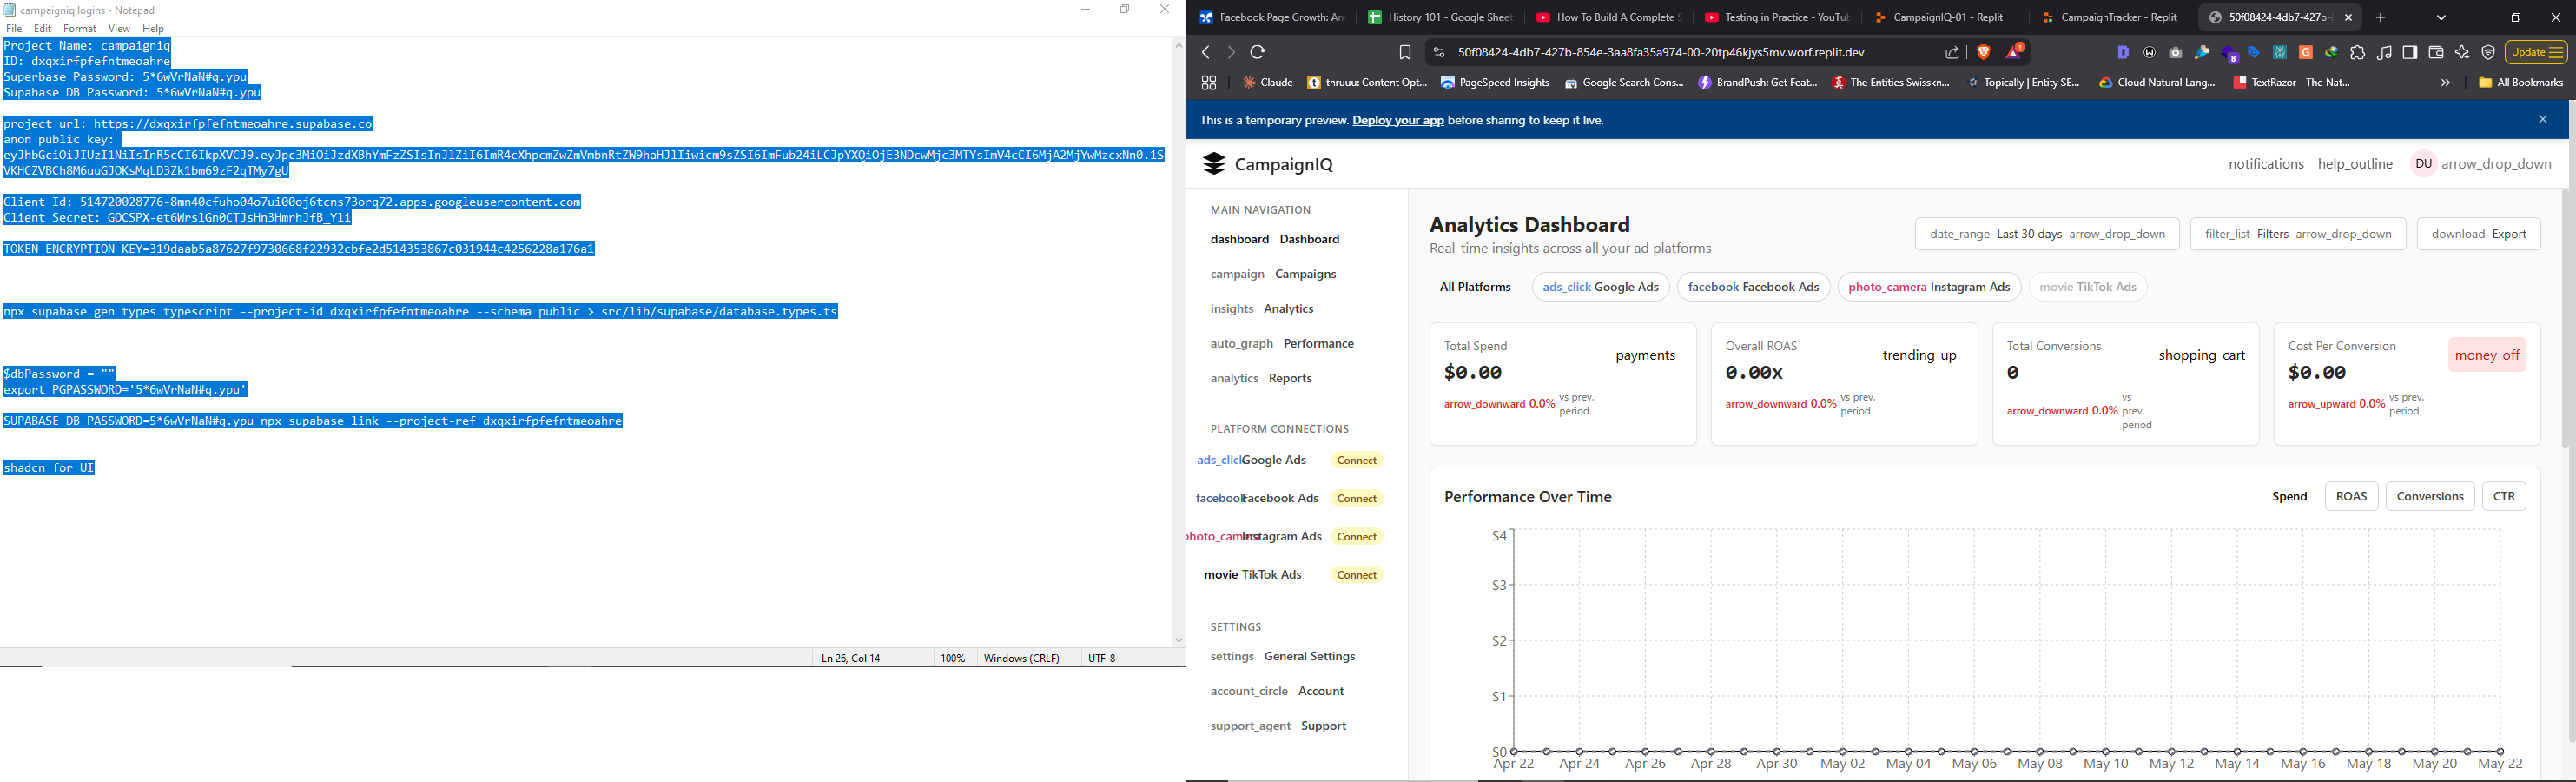 campaigniq logins - Notepad
File Edit Format View Help
Project Name: campaigniq
ID: dxqxirfpfefntmeoahre
Superbase Password: 5*6wVrNaN#q.ypu
Supabase DB Password: 5*6wVrNaN#q.ypu
project url: https://dxqxirfpfefntmeoahre.supabase.co
anon public key:
eyJhbGciOiJIUzI1NiIsInR5cCI6IkpXVCJ9.eyJpc3MiOiJzdXBhYmFzZSIsInJlZiI6ImR4cXhpcmZwZmVmbnRtZW9haHJlIiwicm9sZSI6ImFub24iLCJpYXQiOjE3NDcwMjc3MTYsImV4cCI6MjA2MjYwMzcxNn0.1S
VKHCZVBCh8M6uuGJOKsMqLD3Zk1bm69zF2qTMy7gU
Client Id: 514720028776-8mn40cfuho04o7ui00oj6tcns73orq72.apps.googleusercontent.com
Client Secret: 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
TOKEN_ENCRYPTION_KEY=319daab5a87627f9730668f22932cbfe2d514353867c031944c4256228a176a1
npx supabase gen types typescript --project-id dxqxirfpfefntmeoahre --schema public > src/lib/supabase/database.types.ts
$dbPassword = ""
export PGPASSWORD='5*6wVrNaN#q.ypu'
SUPABASE_DB_PASSWORD=5*6wVrNaN#q.ypu npx supabase link --project-ref dxqxirfpfefntmeoahre
shadcn for UI
Ln 26, Col 14 100% Windows (CRLF) UTF-8
Facebook Page Growth: An History 101 - Google Sheet How To Build A Complete S Testing in Practice - YouTub CampaignIQ-01 - Replit CampaignTracker - Replit 50f08424-4db7-427b-8
50f08424-4db7-427b-854e-3aa8fa35a974-00-20tp46kjys5mv.worf.replit.dev
Update
Claude thruuu: Content Opt... PageSpeed Insights Google Search Cons... BrandPush: Get Feat... The Entities Swisskn... Topically | Entity SE... Cloud Natural Lang... TextRazor - The Nat... All Bookmarks
This is a temporary preview. Deploy your app before sharing to keep it live.
CampaignIQ
notifications help_outline DU arrow_drop_down
MAIN NAVIGATION
dashboard Dashboard
campaign Campaigns
insights Analytics
auto_graph Performance
analytics Reports
PLATFORM CONNECTIONS
ads_click Google Ads Connect
facebook Facebook Ads Connect
photo_camera Instagram Ads Connect
movie TikTok Ads Connect
SETTINGS
settings General Settings
account_circle Account
support_agent Support
Analytics Dashboard
Real-time insights across all your ad platforms
date_range Last 30 days arrow_drop_down
filter_list Filters arrow_drop_down
download Export
All Platforms ads_click Google Ads facebook Facebook Ads photo_camera Instagram Ads movie TikTok Ads
Total Spend
payments
$0.00
arrow_downward 0.0% vs prev.
period
Overall ROAS
trending_up
0.00x
arrow_downward 0.0% vs prev.
period
Total Conversions
shopping_cart
0
vs
arrow_downward 0.0% prev.
period
Cost Per Conversion
money_off
$0.00
arrow_upward 0.0% vs prev.
period
Performance Over Time
Spend ROAS Conversions CTR
$4
$3
$2
$1
$0
Apr 22 Apr 24 Apr 26 Apr 28 Apr 30 May 02 May 04 May 06 May 08 May 10 May 12 May 14 May 16 May 18 May 20 May 22